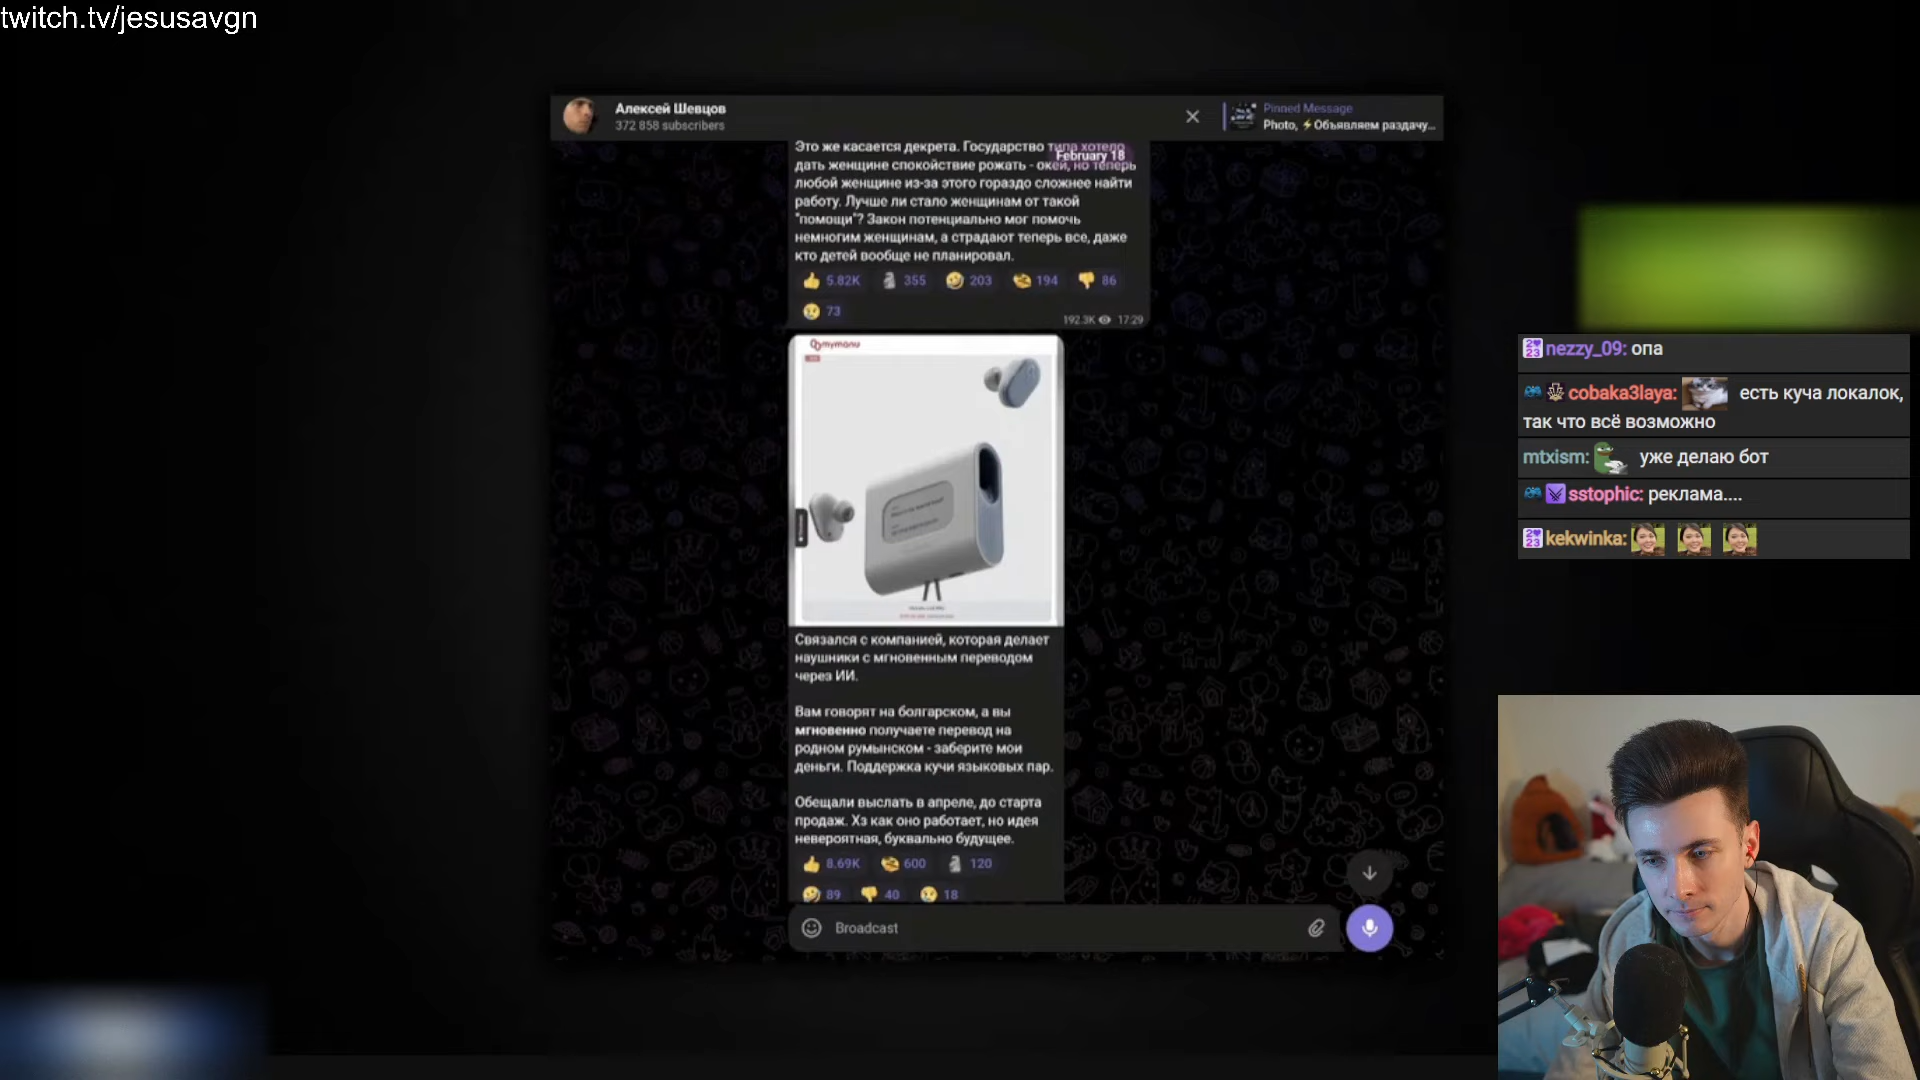 twitch.tv/jesusavgn
Алексей Шевцов
372 858 subscribers
Pinned Message
Photo, ⚡Объявляем раздачу...
Это же касается декрета. Государство типа хотело
February 18
дать женщине спокойствие рожать - окей, но теперь
любой женщине из-за этого гораздо сложнее найти
работу. Лучше ли стало женщинам от такой
"помощи"? Закон потенциально мог помочь
немногим женщинам, а страдают теперь все, даже
кто детей вообще не планировал.
👍 5.82K 🗿 355 🤣 203 194 👎 86
😢 73
192.3K 17:29
mymanu
Связался с компанией, которая делает
наушники с мгновенным переводом
через ИИ.
Вам говорят на болгарском, а вы
мгновенно получаете перевод на
родном румынском - заберите мои
деньги. Поддержка кучи языковых пар.
Обещали выслать в апреле, до старта
продаж. Хз как оно работает, но идея
невероятная, буквально будущее.
👍 8.69K 600 🗿 120
🤣 89 👎 40 😢 18
Broadcast
nezzy_09: опа
cobaka3laya: есть куча локалок,
так что всё возможно
mtxism: уже делаю бот
sstophic: реклама....
kekwinka: